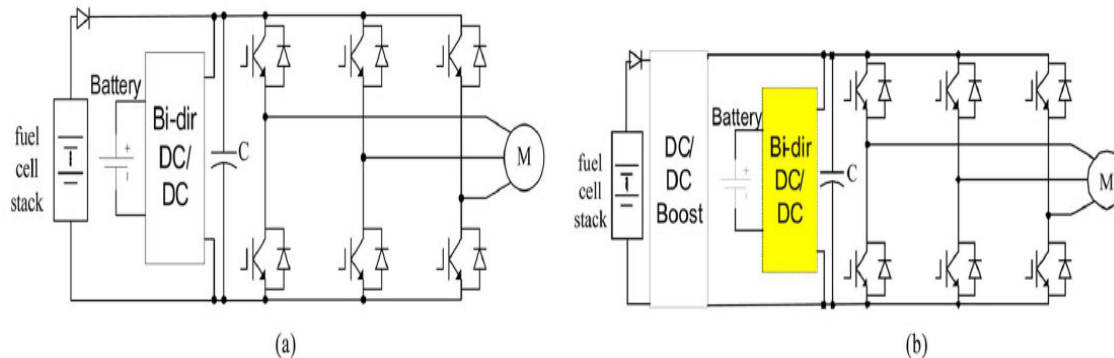 Battery
fuel
cell
stack
+
-
Bi-dir
DC/
DC
C
M
(a)
fuel
cell
stack
DC/
DC
Boost
Battery
+
-
Bi-dir
DC/
DC
C
M
(b)